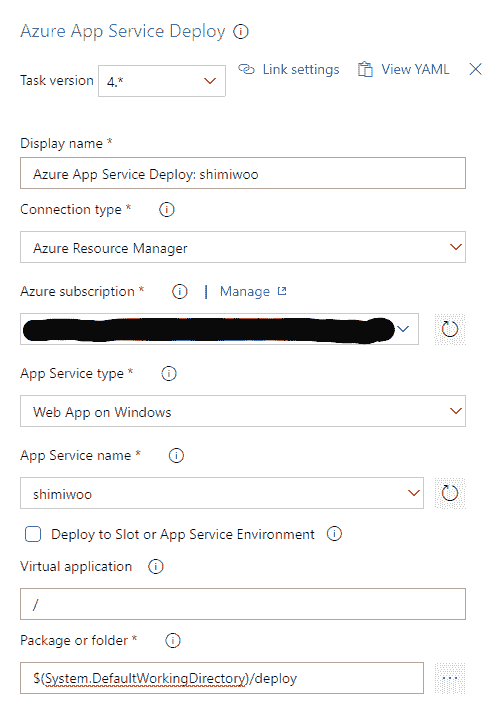 Azure App Service Deploy
Link settings View YAML
Task version 4.*
Display name *
Azure App Service Deploy: shimiwoo
Connection type *
Azure Resource Manager
Azure subscription * | Manage
App Service type *
Web App on Windows
App Service name *
shimiwoo
Deploy to Slot or App Service Environment
Virtual application
/
Package or folder *
$(System.DefaultWorkingDirectory)/deploy